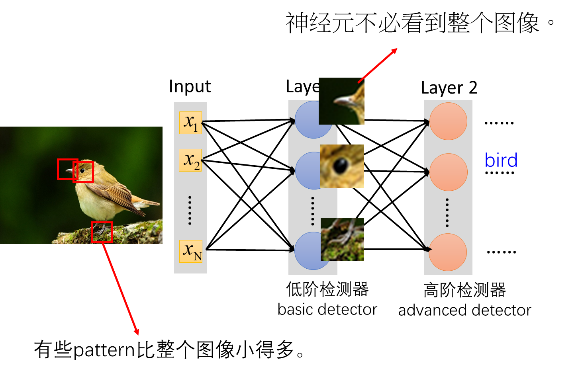 神经元不必看到整个图像。
Input
Laye
Layer 2
x₁
x₂
……
x_N
……
……
……
bird
……
……
……
低阶检测器
basic detector
高阶检测器
advanced detector
有些pattern比整个图像小得多。